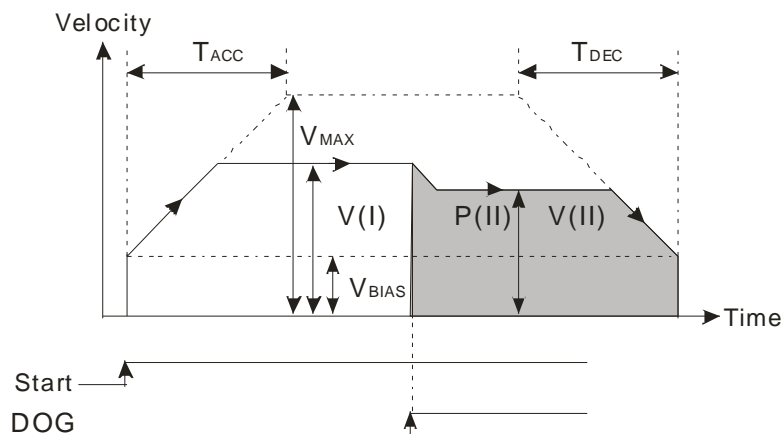 Velocity
TACC
TDEC
VMAX
V(I)
P(II)
V(II)
VBIAS
Time
Start
DOG